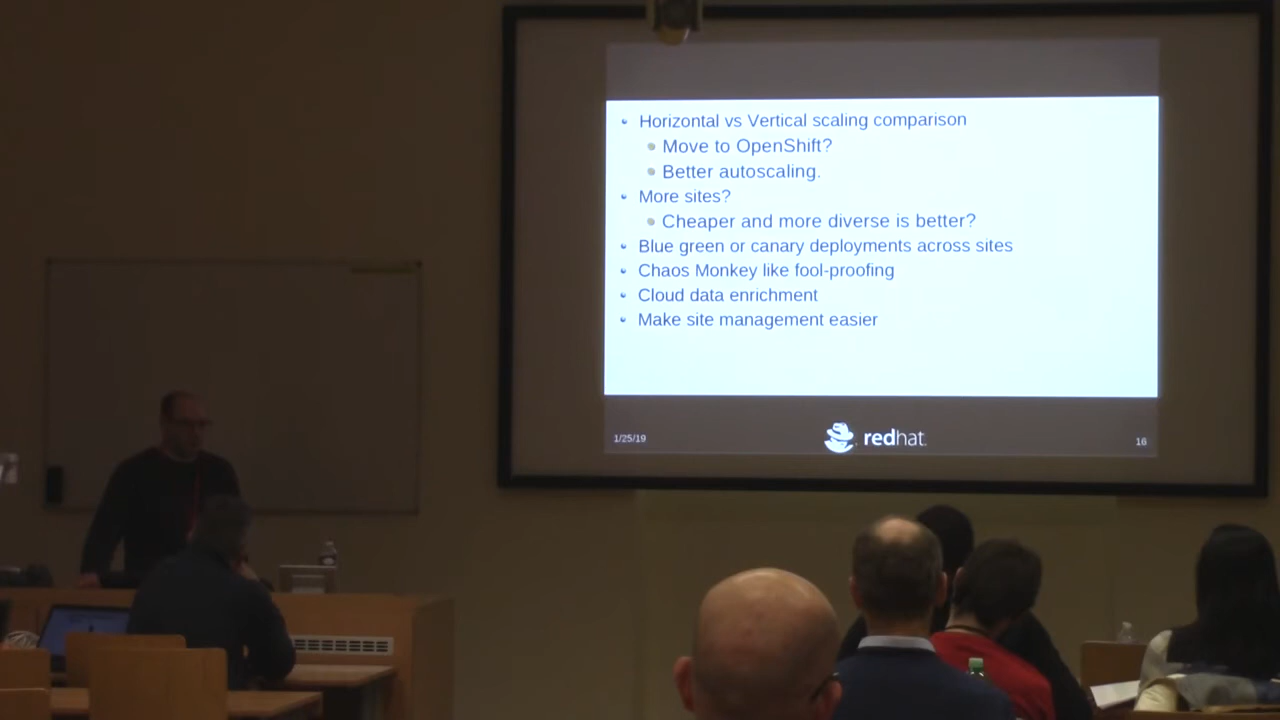 Horizontal vs Vertical scaling comparison
Move to OpenShift?
Better autoscaling.
More sites?
Cheaper and more diverse is better?
Blue green or canary deployments across sites
Chaos Monkey like fool-proofing
Cloud data enrichment
Make site management easier
1/25/19
redhat.
16